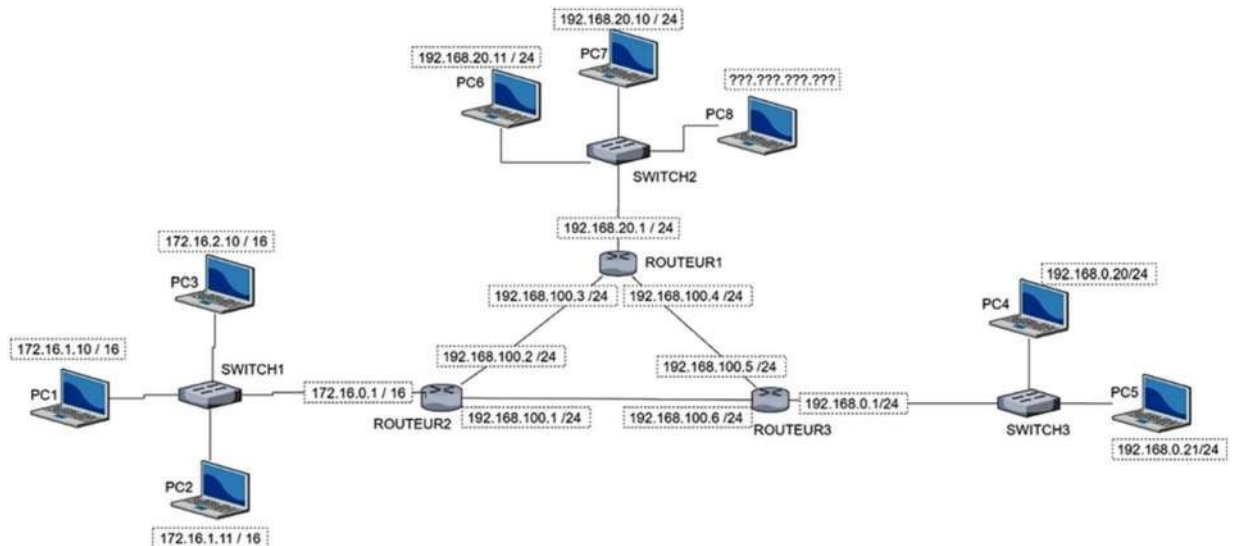 192.168.20.10 / 24
PC7
192.168.20.11 / 24
PC6
???.???.???.???
PC8
SWITCH2
192.168.20.1 / 24
ROUTEUR1
172.16.2.10 / 16
PC3
192.168.100.3 /24
192.168.100.4 /24
192.168.0.20/24
PC4
172.16.1.10 / 16
PC1
SWITCH1
192.168.100.2 /24
192.168.100.5 /24
172.16.0.1 / 16
ROUTEUR2
192.168.100.1 /24
192.168.100.6 /24
ROUTEUR3
192.168.0.1/24
SWITCH3
PC5
192.168.0.21/24
PC2
172.16.1.11 / 16